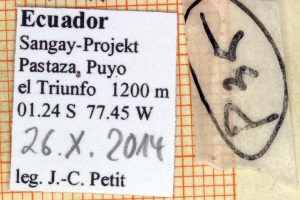 Ecuador
Sangay-Projekt
Pastaza, Puyo
el Triunfo 1200 m
01.24 S 77.45 W
26.X.2014
leg. J.-C. Petit